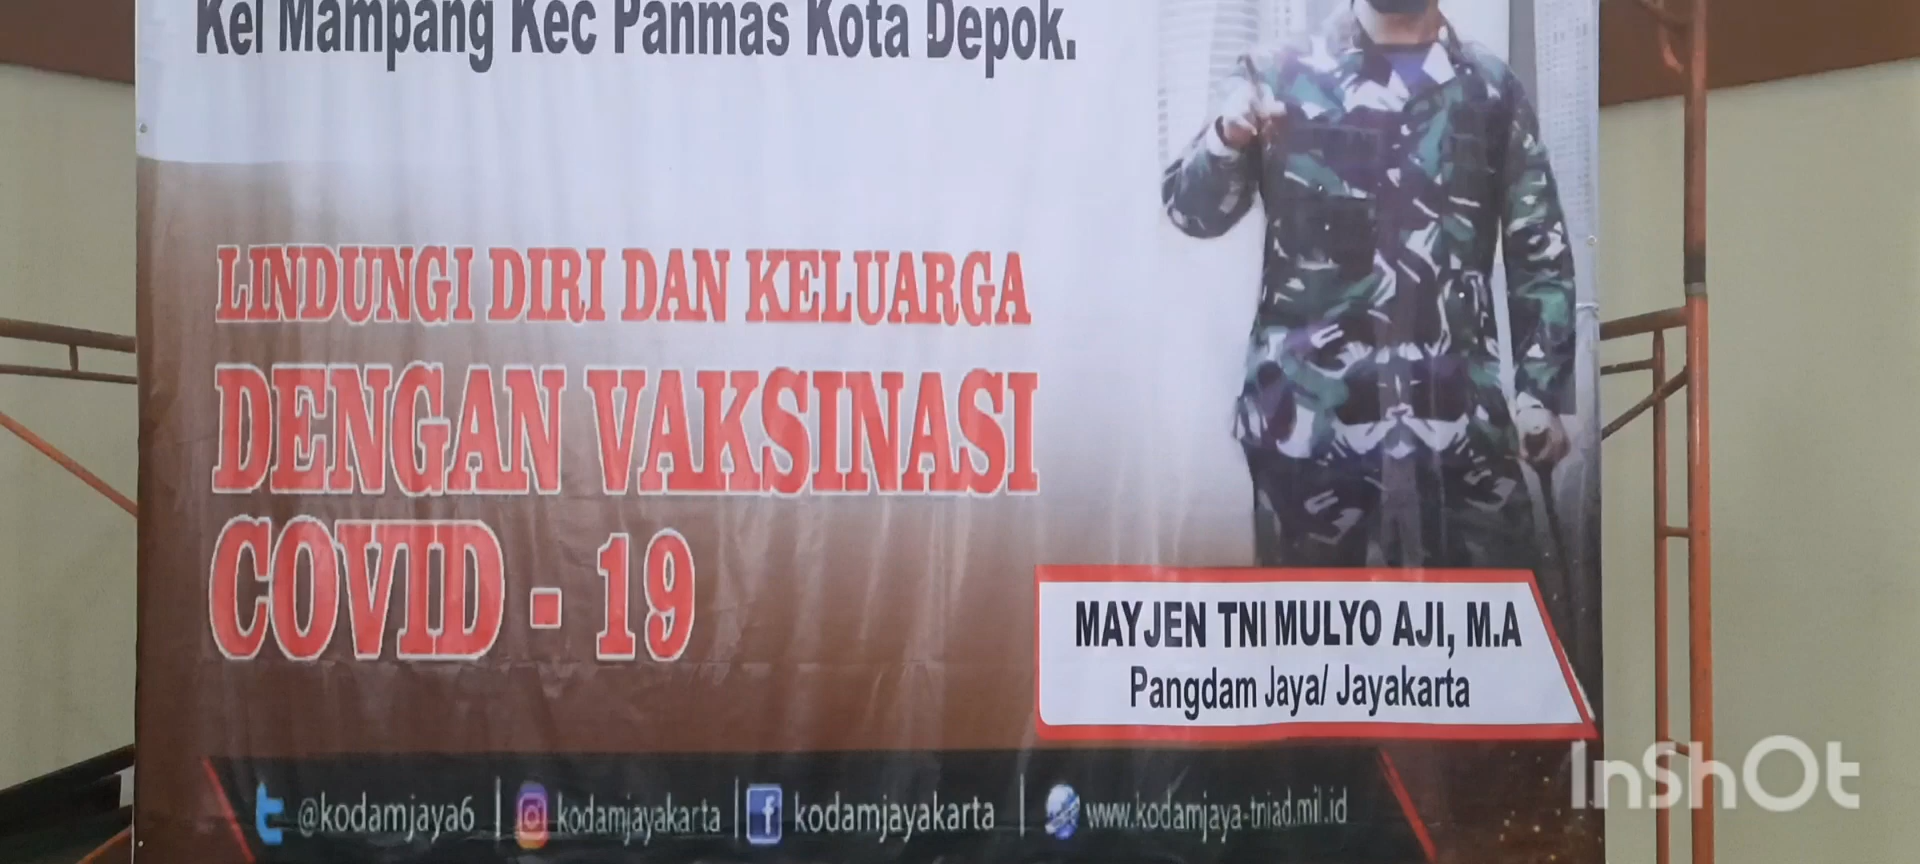 Kel Mampang Kec Panmas Kota Depok.
LINDUNGI DIRI DAN KELUARGA
DENGAN VAKSINASI
COVID - 19
MAYJEN TNI MULYO AJI, M.A
Pangdam Jaya/ Jayakarta
@kodamjaya6 | kodamjayakarta | kodamjayakarta | www.kodamjaya-tniad.mil.id
InShOt